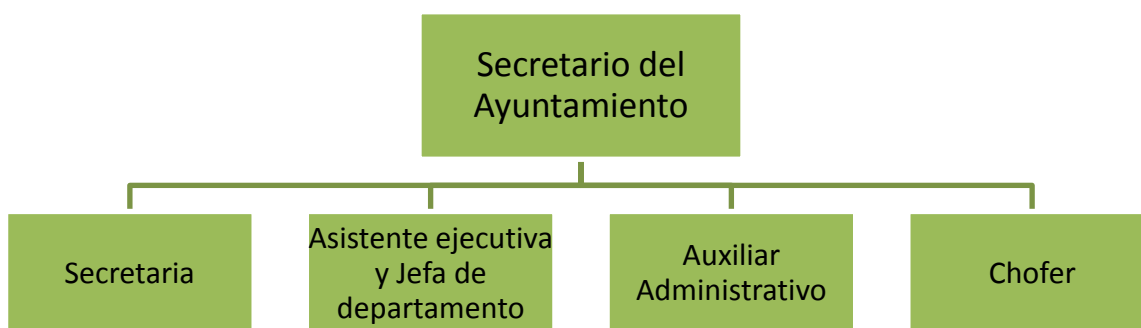 Secretario del
Ayuntamiento
Secretaria
Asistente ejecutiva
y Jefa de
departamento
Auxiliar
Administrativo
Chofer